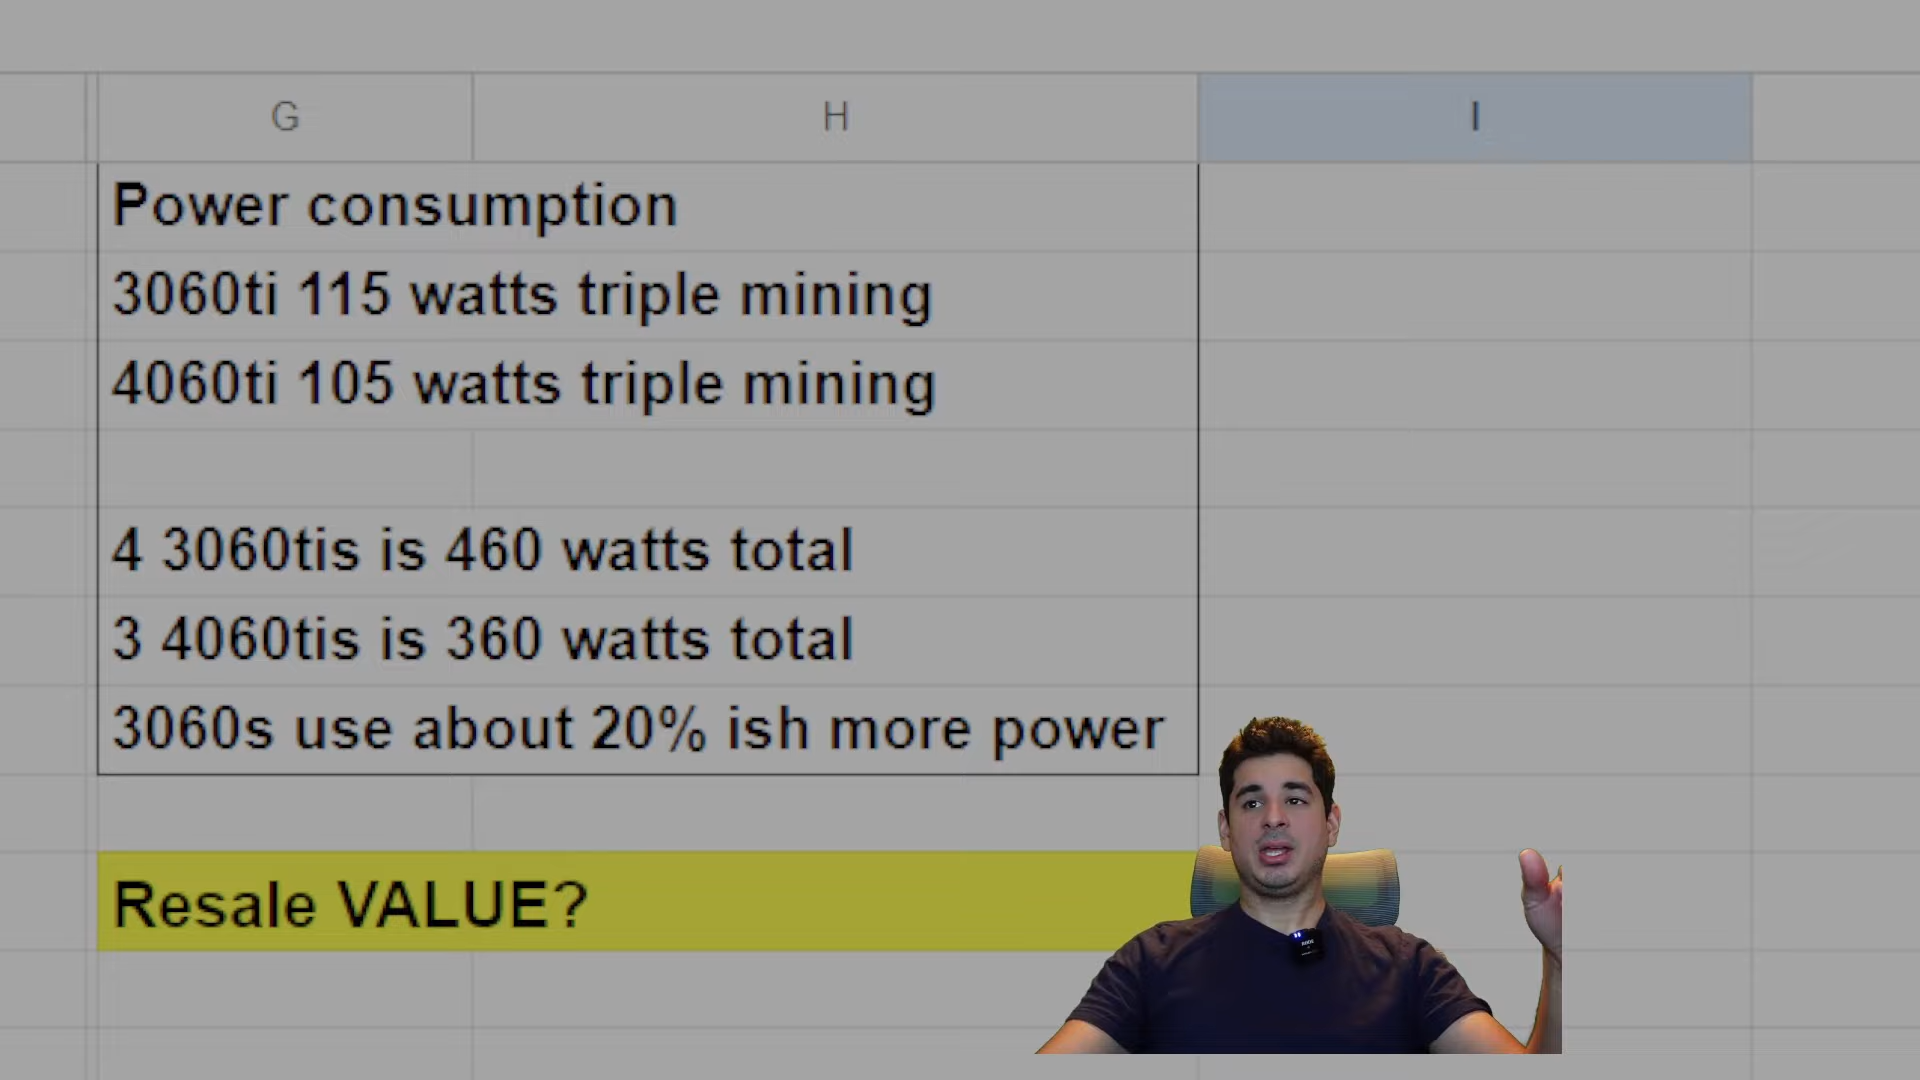 G H I
Power consumption
3060ti 115 watts triple mining
4060ti 105 watts triple mining
4 3060tis is 460 watts total
3 4060tis is 360 watts total
3060s use about 20% ish more power
Resale VALUE?